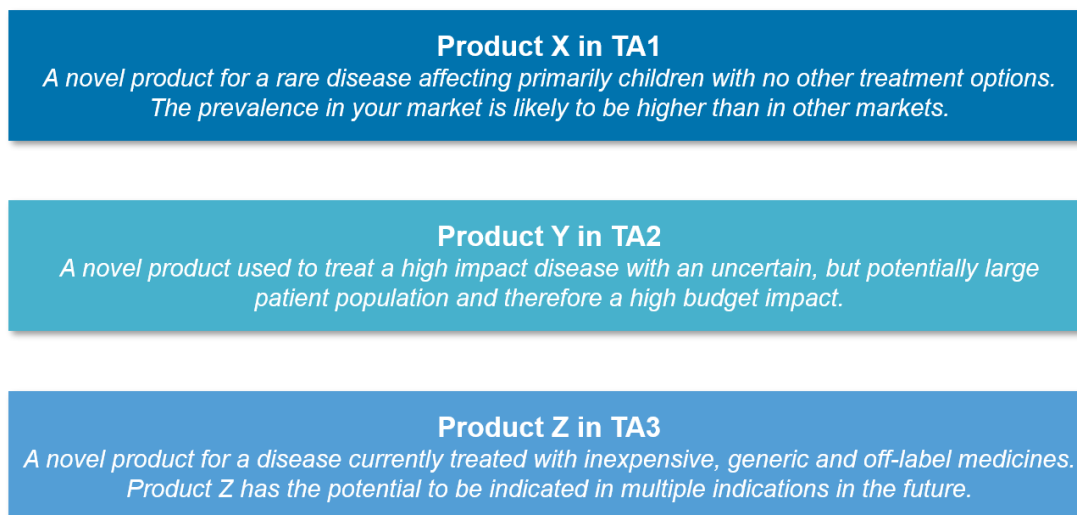 Product X in TA1
A novel product for a rare disease affecting primarily children with no other treatment options.
The prevalence in your market is likely to be higher than in other markets.
Product Y in TA2
A novel product used to treat a high impact disease with an uncertain, but potentially large
patient population and therefore a high budget impact.
Product Z in TA3
A novel product for a disease currently treated with inexpensive, generic and off-label medicines.
Product Z has the potential to be indicated in multiple indications in the future.